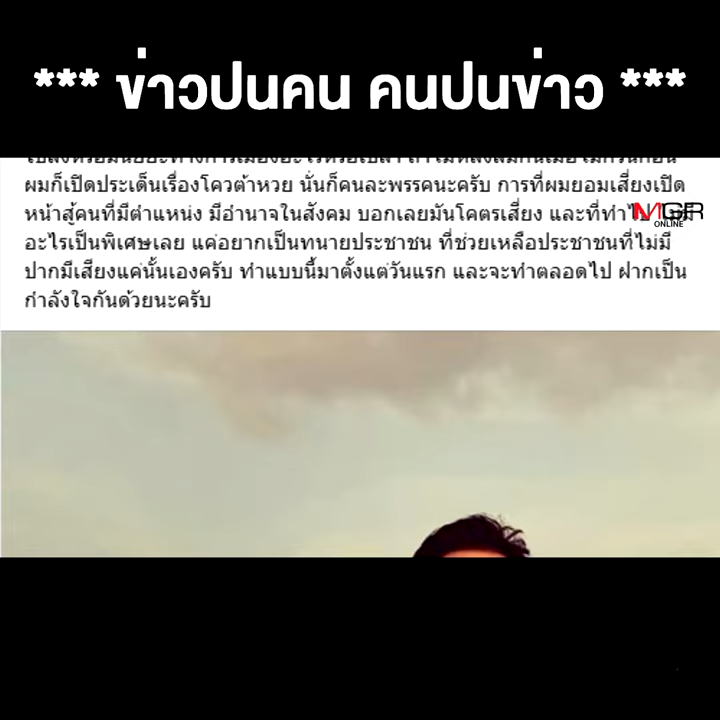 *** ข่าวปนคน คนปนข่าว ***
ผมก็เปิดประเด็นเรื่องโควต้าหวย นั่นก็คนละพรรคนะครับ การที่ผมยอมเสี่ยงเปิด
หน้าสู้คนที่มีตำแหน่ง มีอำนาจในสังคม บอกเลยมันโคตรเสี่ยง และที่ทำ
MGR
ONLINE
อะไรเป็นพิเศษเลย แค่อยากเป็นทนายประชาชน ที่ช่วยเหลือประชาชนที่ไม่มี
ปากมีเสียงแค่นั้นเองครับ ทำแบบนี้มาตั้งแต่วันแรก และจะทำตลอดไป ฝากเป็น
กำลังใจกันด้วยนะครับ